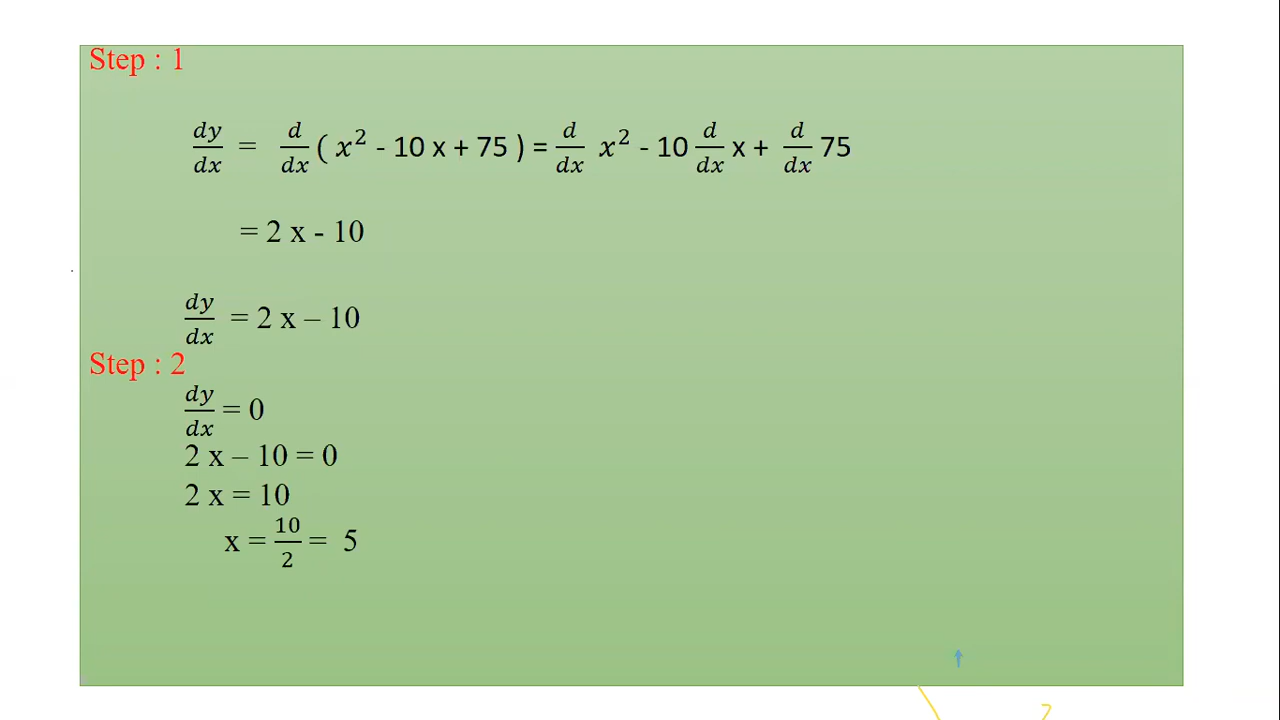 Step : 1
dy/dx = d/dx ( x² - 10 x + 75 ) = d/dx x² - 10 d/dx x + d/dx 75
= 2 x - 10
dy/dx = 2 x – 10
Step : 2
dy/dx = 0
2 x – 10 = 0
2 x = 10
x = 10/2 = 5